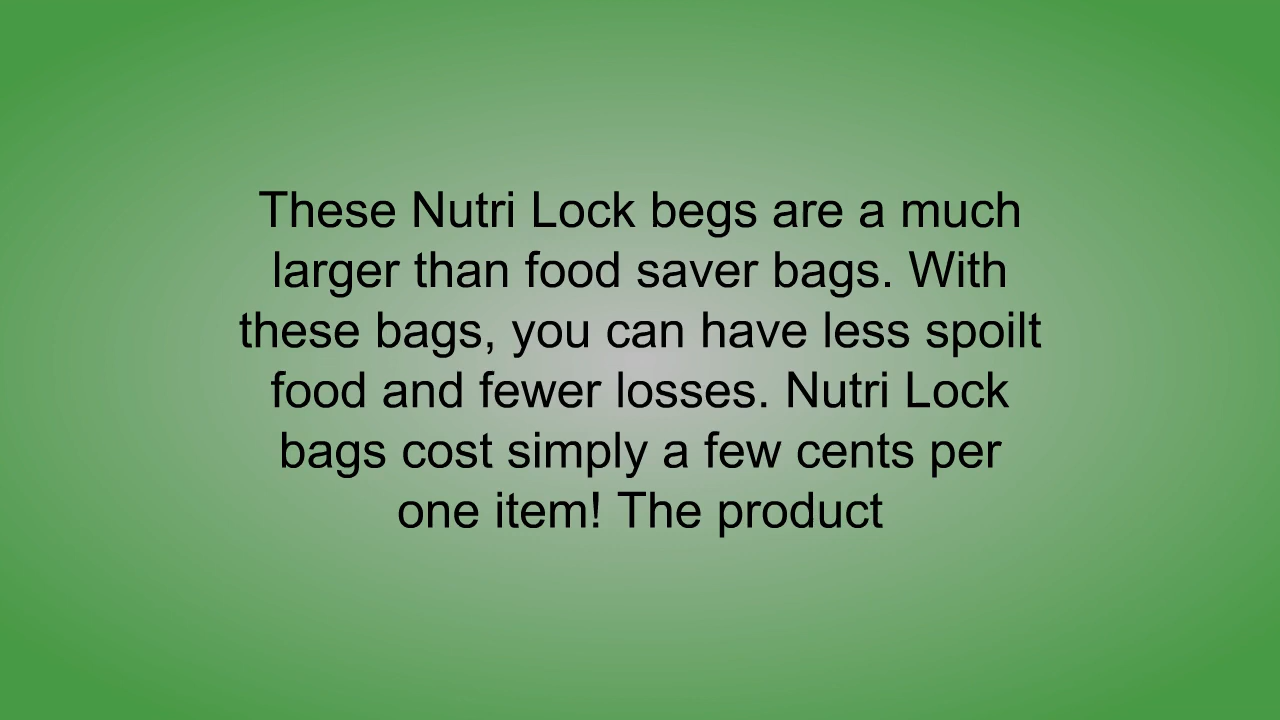 These Nutri Lock begs are a much
larger than food saver bags. With
these bags, you can have less spoilt
food and fewer losses. Nutri Lock
bags cost simply a few cents per
one item! The product